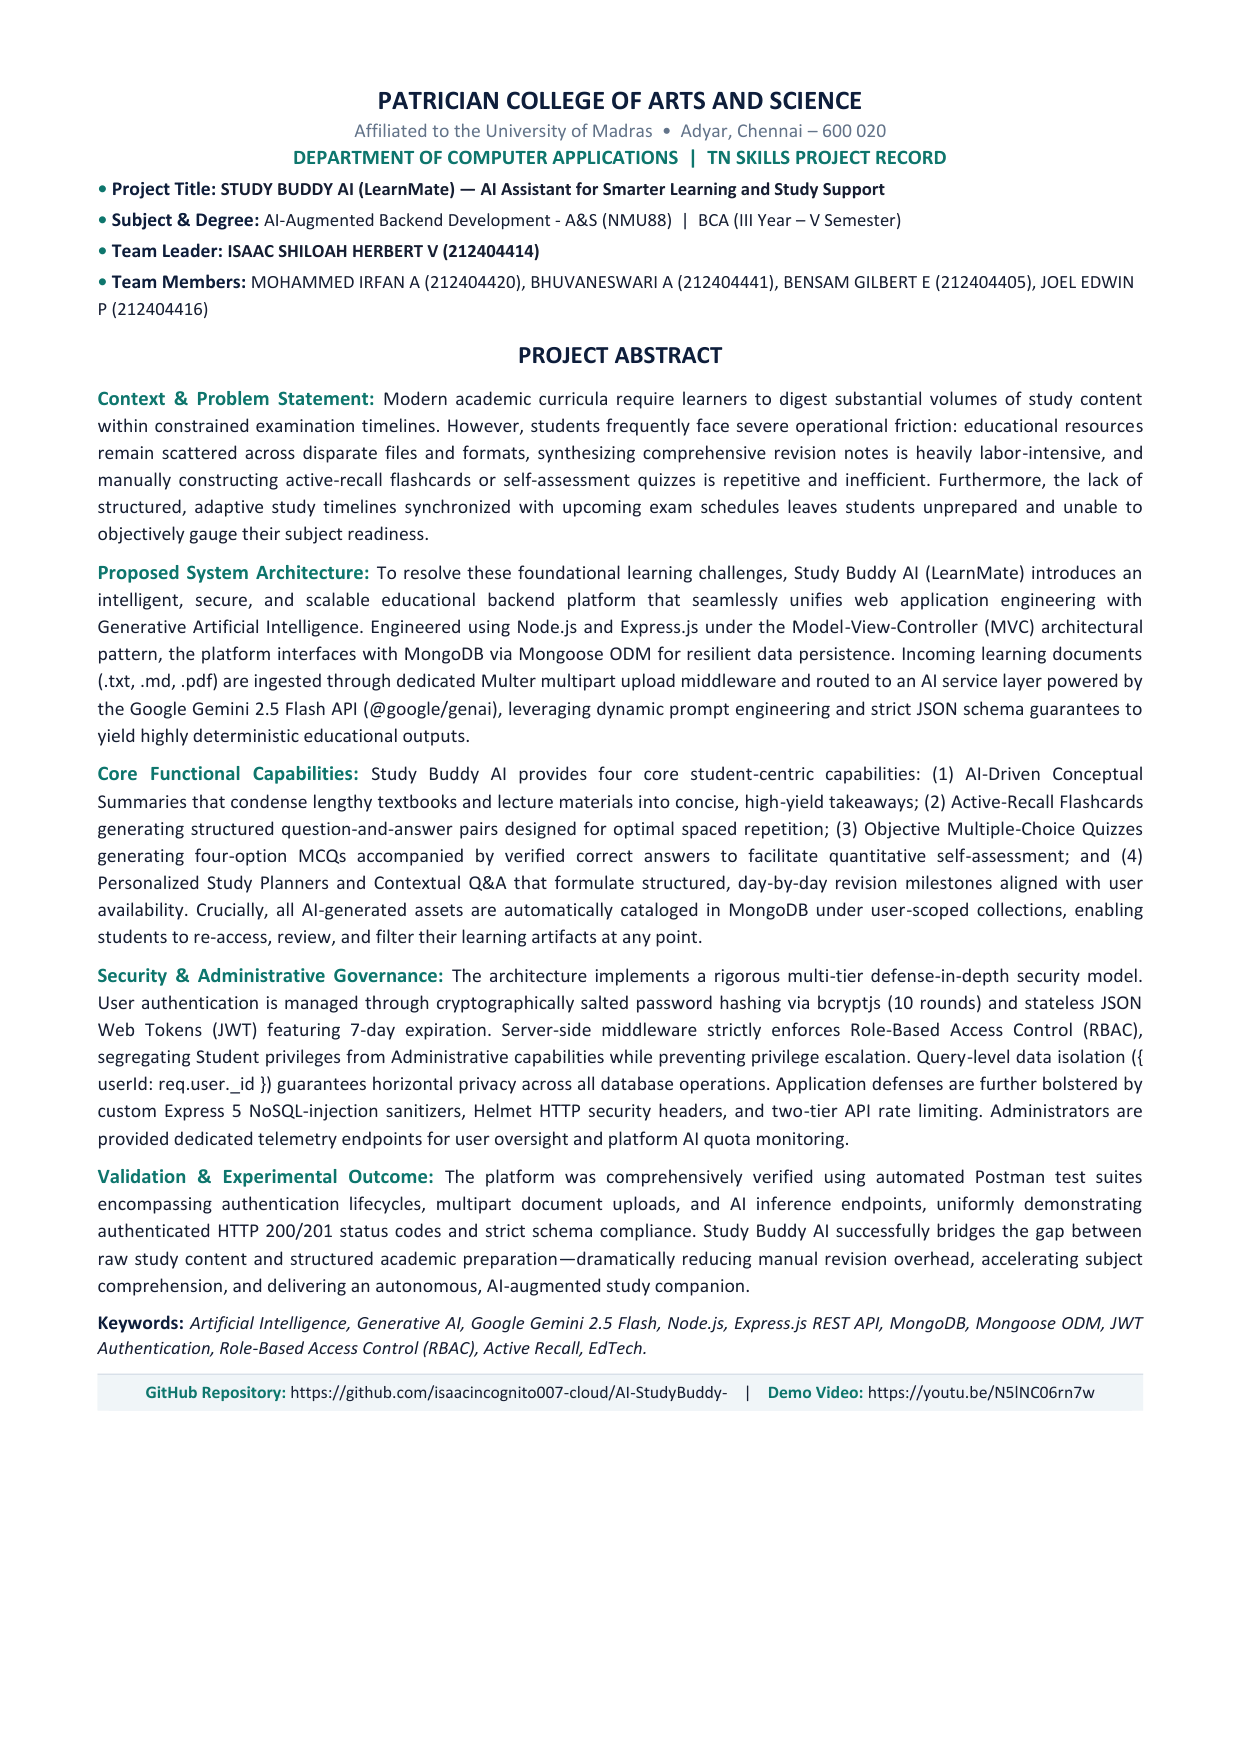 PATRICIAN COLLEGE OF ARTS AND SCIENCE
Affiliated to the University of Madras • Adyar, Chennai – 600 020
DEPARTMENT OF COMPUTER APPLICATIONS | TN SKILLS PROJECT RECORD
• Project Title: STUDY BUDDY AI (LearnMate) — AI Assistant for Smarter Learning and Study Support
• Subject & Degree: AI-Augmented Backend Development - A&S (NMU88) | BCA (III Year – V Semester)
• Team Leader: ISAAC SHILOAH HERBERT V (212404414)
• Team Members: MOHAMMED IRFAN A (212404420), BHUVANESWARI A (212404441), BENSAM GILBERT E (212404405), JOEL EDWIN
P (212404416)
PROJECT ABSTRACT
Context & Problem Statement: Modern academic curricula require learners to digest substantial volumes of study content
within constrained examination timelines. However, students frequently face severe operational friction: educational resources
remain scattered across disparate files and formats, synthesizing comprehensive revision notes is heavily labor-intensive, and
manually constructing active-recall flashcards or self-assessment quizzes is repetitive and inefficient. Furthermore, the lack of
structured, adaptive study timelines synchronized with upcoming exam schedules leaves students unprepared and unable to
objectively gauge their subject readiness.
Proposed System Architecture: To resolve these foundational learning challenges, Study Buddy AI (LearnMate) introduces an
intelligent, secure, and scalable educational backend platform that seamlessly unifies web application engineering with
Generative Artificial Intelligence. Engineered using Node.js and Express.js under the Model-View-Controller (MVC) architectural
pattern, the platform interfaces with MongoDB via Mongoose ODM for resilient data persistence. Incoming learning documents
(.txt, .md, .pdf) are ingested through dedicated Multer multipart upload middleware and routed to an AI service layer powered by
the Google Gemini 2.5 Flash API (@google/genai), leveraging dynamic prompt engineering and strict JSON schema guarantees to
yield highly deterministic educational outputs.
Core Functional Capabilities: Study Buddy AI provides four core student-centric capabilities: (1) AI-Driven Conceptual
Summaries that condense lengthy textbooks and lecture materials into concise, high-yield takeaways; (2) Active-Recall Flashcards
generating structured question-and-answer pairs designed for optimal spaced repetition; (3) Objective Multiple-Choice Quizzes
generating four-option MCQs accompanied by verified correct answers to facilitate quantitative self-assessment; and (4)
Personalized Study Planners and Contextual Q&A that formulate structured, day-by-day revision milestones aligned with user
availability. Crucially, all AI-generated assets are automatically cataloged in MongoDB under user-scoped collections, enabling
students to re-access, review, and filter their learning artifacts at any point.
Security & Administrative Governance: The architecture implements a rigorous multi-tier defense-in-depth security model.
User authentication is managed through cryptographically salted password hashing via bcryptjs (10 rounds) and stateless JSON
Web Tokens (JWT) featuring 7-day expiration. Server-side middleware strictly enforces Role-Based Access Control (RBAC),
segregating Student privileges from Administrative capabilities while preventing privilege escalation. Query-level data isolation ({
userId: req.user._id }) guarantees horizontal privacy across all database operations. Application defenses are further bolstered by
custom Express 5 NoSQL-injection sanitizers, Helmet HTTP security headers, and two-tier API rate limiting. Administrators are
provided dedicated telemetry endpoints for user oversight and platform AI quota monitoring.
Validation & Experimental Outcome: The platform was comprehensively verified using automated Postman test suites
encompassing authentication lifecycles, multipart document uploads, and AI inference endpoints, uniformly demonstrating
authenticated HTTP 200/201 status codes and strict schema compliance. Study Buddy AI successfully bridges the gap between
raw study content and structured academic preparation—dramatically reducing manual revision overhead, accelerating subject
comprehension, and delivering an autonomous, AI-augmented study companion.
Keywords: Artificial Intelligence, Generative AI, Google Gemini 2.5 Flash, Node.js, Express.js REST API, MongoDB, Mongoose ODM, JWT
Authentication, Role-Based Access Control (RBAC), Active Recall, EdTech.
GitHub Repository: https://github.com/isaacincognito007-cloud/AI-StudyBuddy- | Demo Video: https://youtu.be/N5lNC06rn7w